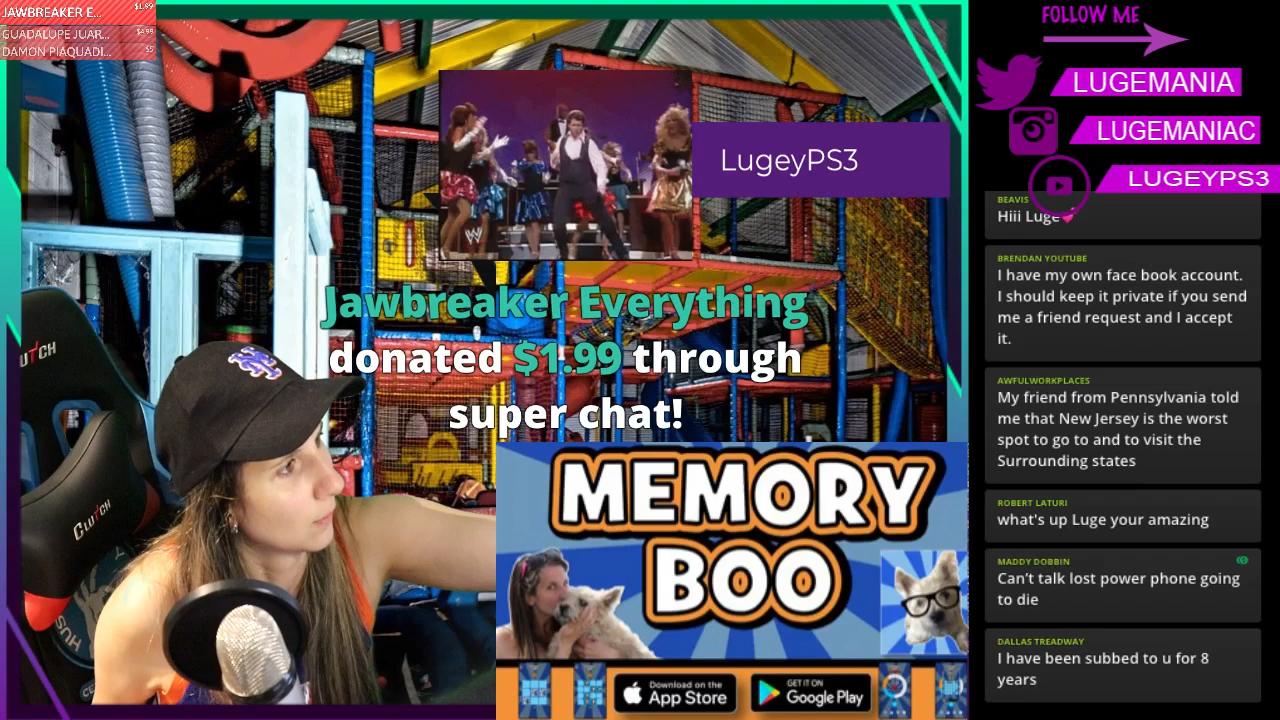 JAWBREAKER E... $1.99
GUADALUPE JUAR... $4.99
DAMON PIAQUADI... $5
FOLLOW ME
LUGEMANIA
LUGEMANIAC
LUGEYPS3
LugeyPS3
W
Jawbreaker Everything
donated $1.99 through
super chat!
CLUTCH
CLUTCH
MEMORY
BOO
Download on the
App Store
GET IT ON
Google Play
BEAVIS
Hiii Luge
BRENDAN YOUTUBE
I have my own face book account.
I should keep it private if you send
me a friend request and I accept
it.
AWFULWORKPLACES
My friend from Pennsylvania told
me that New Jersey is the worst
spot to go to and to visit the
Surrounding states
ROBERT LATURI
what's up Luge your amazing
MADDY DOBBIN
Can't talk lost power phone going
to die
DALLAS TREADWAY
I have been subbed to u for 8
years